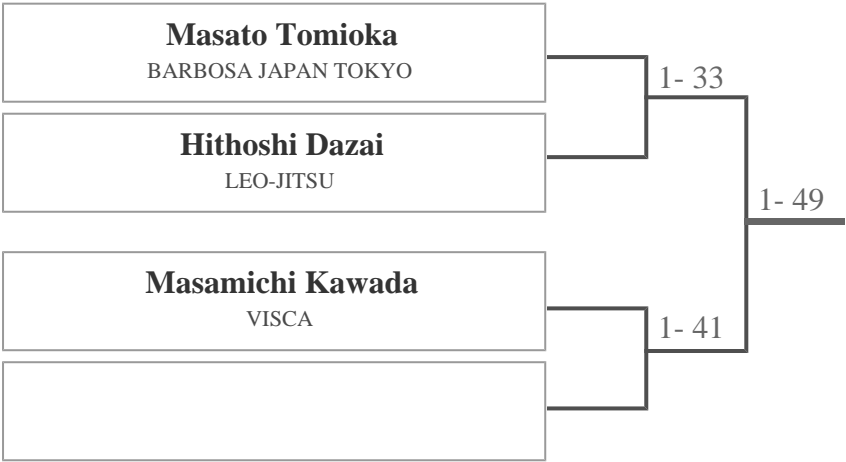 Masato Tomioka
BARBOSA JAPAN TOKYO
1- 33
Hithoshi Dazai
LEO-JITSU
1- 49
Masamichi Kawada
VISCA
1- 41